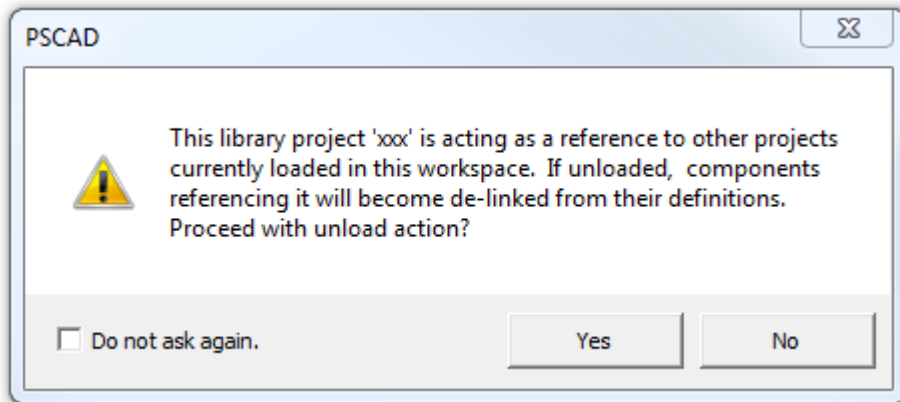 PSCAD
This library project 'xxx' is acting as a reference to other projects
currently loaded in this workspace.  If unloaded,  components
referencing it will become de-linked from their definitions.
Proceed with unload action?
Do not ask again.
Yes
No